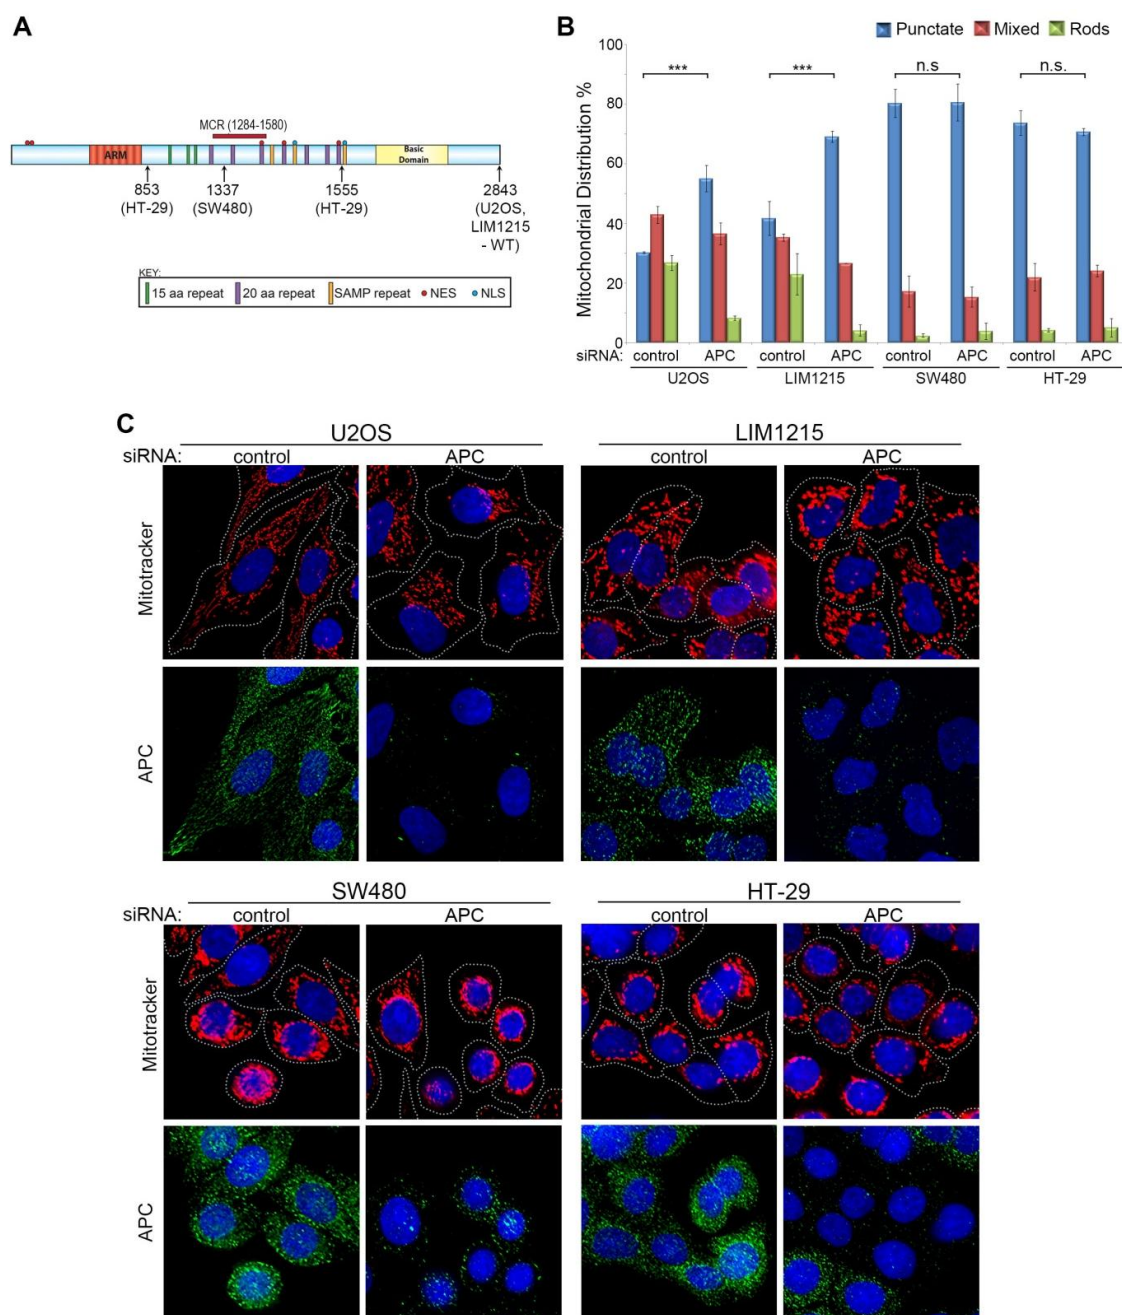 A
MCR (1284-1580)
ARM
Basic
Domain
853
(HT-29)
1337
(SW480)
1555
(HT-29)
2843
(U2OS,
LIM1215
- WT)
KEY:
15 aa repeat 20 aa repeat SAMP repeat NES NLS
B
Punctate Mixed Rods
Mitochondrial Distribution %
100
80
60
40
20
0
*** *** n.s n.s.
siRNA: control APC control APC control APC control APC
U2OS LIM1215 SW480 HT-29
C
U2OS LIM1215
siRNA: control APC control APC
Mitotracker
APC
SW480 HT-29
siRNA: control APC control APC
Mitotracker
APC